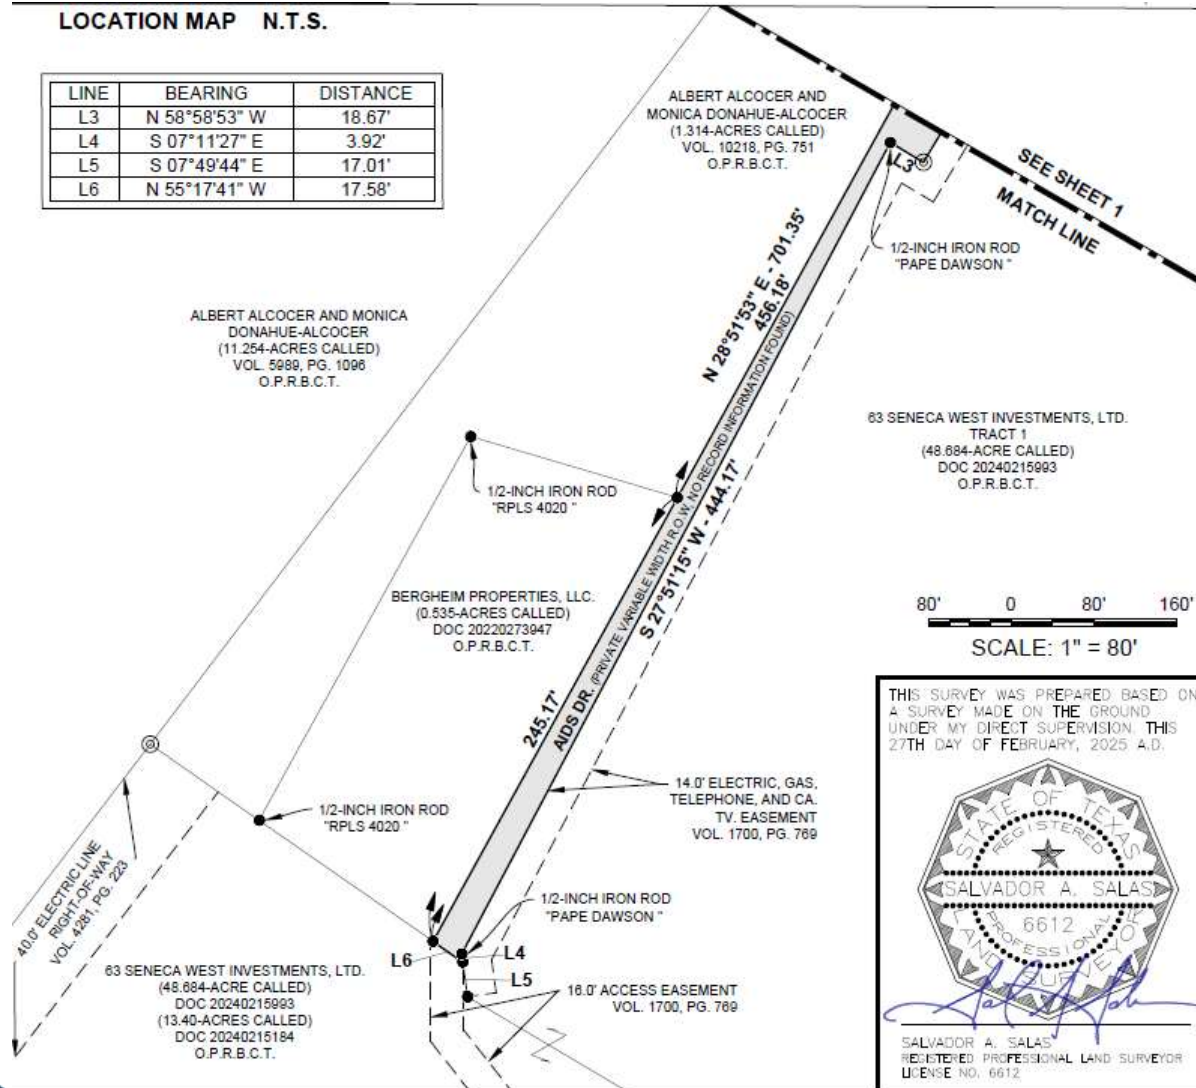 LOCATION MAP N.T.S.
LINE BEARING DISTANCE
L3 N 58°58'53" W 18.67'
L4 S 07°11'27" E 3.92'
L5 S 07°49'44" E 17.01'
L6 N 55°17'41" W 17.58'
ALBERT ALCOCER AND
MONICA DONAHUE-ALCOCER
(1.314-ACRES CALLED)
VOL. 10218, PG. 751
O.P.R.B.C.T.
L3
SEE SHEET 1
MATCH LINE
1/2-INCH IRON ROD
"PAPE DAWSON "
N 28°51'53" E - 701.35'
456.18'
ALBERT ALCOCER AND MONICA
DONAHUE-ALCOCER
(11.254-ACRES CALLED)
VOL. 5989, PG. 1096
O.P.R.B.C.T.
63 SENECA WEST INVESTMENTS, LTD.
TRACT 1
(48.684-ACRE CALLED)
DOC 20240215993
O.P.R.B.C.T.
1/2-INCH IRON ROD
"RPLS 4020 "
S 27°51'15" W - 444.17'
AIDS DR. (PRIVATE VARIABLE WIDTH R.O.W, NO RECORD INFORMATION FOUND)
245.17'
BERGHEIM PROPERTIES, LLC.
(0.535-ACRES CALLED)
DOC 20220273947
O.P.R.B.C.T.
80' 0 80' 160'
SCALE: 1" = 80'
THIS SURVEY WAS PREPARED BASED ON
A SURVEY MADE ON THE GROUND
UNDER MY DIRECT SUPERVISION. THIS
27TH DAY OF FEBRUARY, 2025 A.D.
14.0' ELECTRIC, GAS,
TELEPHONE, AND CA.
TV. EASEMENT
VOL. 1700, PG. 769
1/2-INCH IRON ROD
"RPLS 4020 "
40.0' ELECTRIC LINE
RIGHT-OF-WAY
VOL. 4281, PG. 223
1/2-INCH IRON ROD
"PAPE DAWSON "
L6
L4
L5
16.0' ACCESS EASEMENT
VOL. 1700, PG. 769
63 SENECA WEST INVESTMENTS, LTD.
(48.684-ACRE CALLED)
DOC 20240215993
(13.40-ACRES CALLED)
DOC 20240215184
O.P.R.B.C.T.
STATE OF TEXAS
REGISTERED
SALVADOR A. SALAS
6612
PROFESSIONAL
LAND SURVEYOR
SALVADOR A. SALAS
REGISTERED PROFESSIONAL LAND SURVEYOR
LICENSE NO. 6612